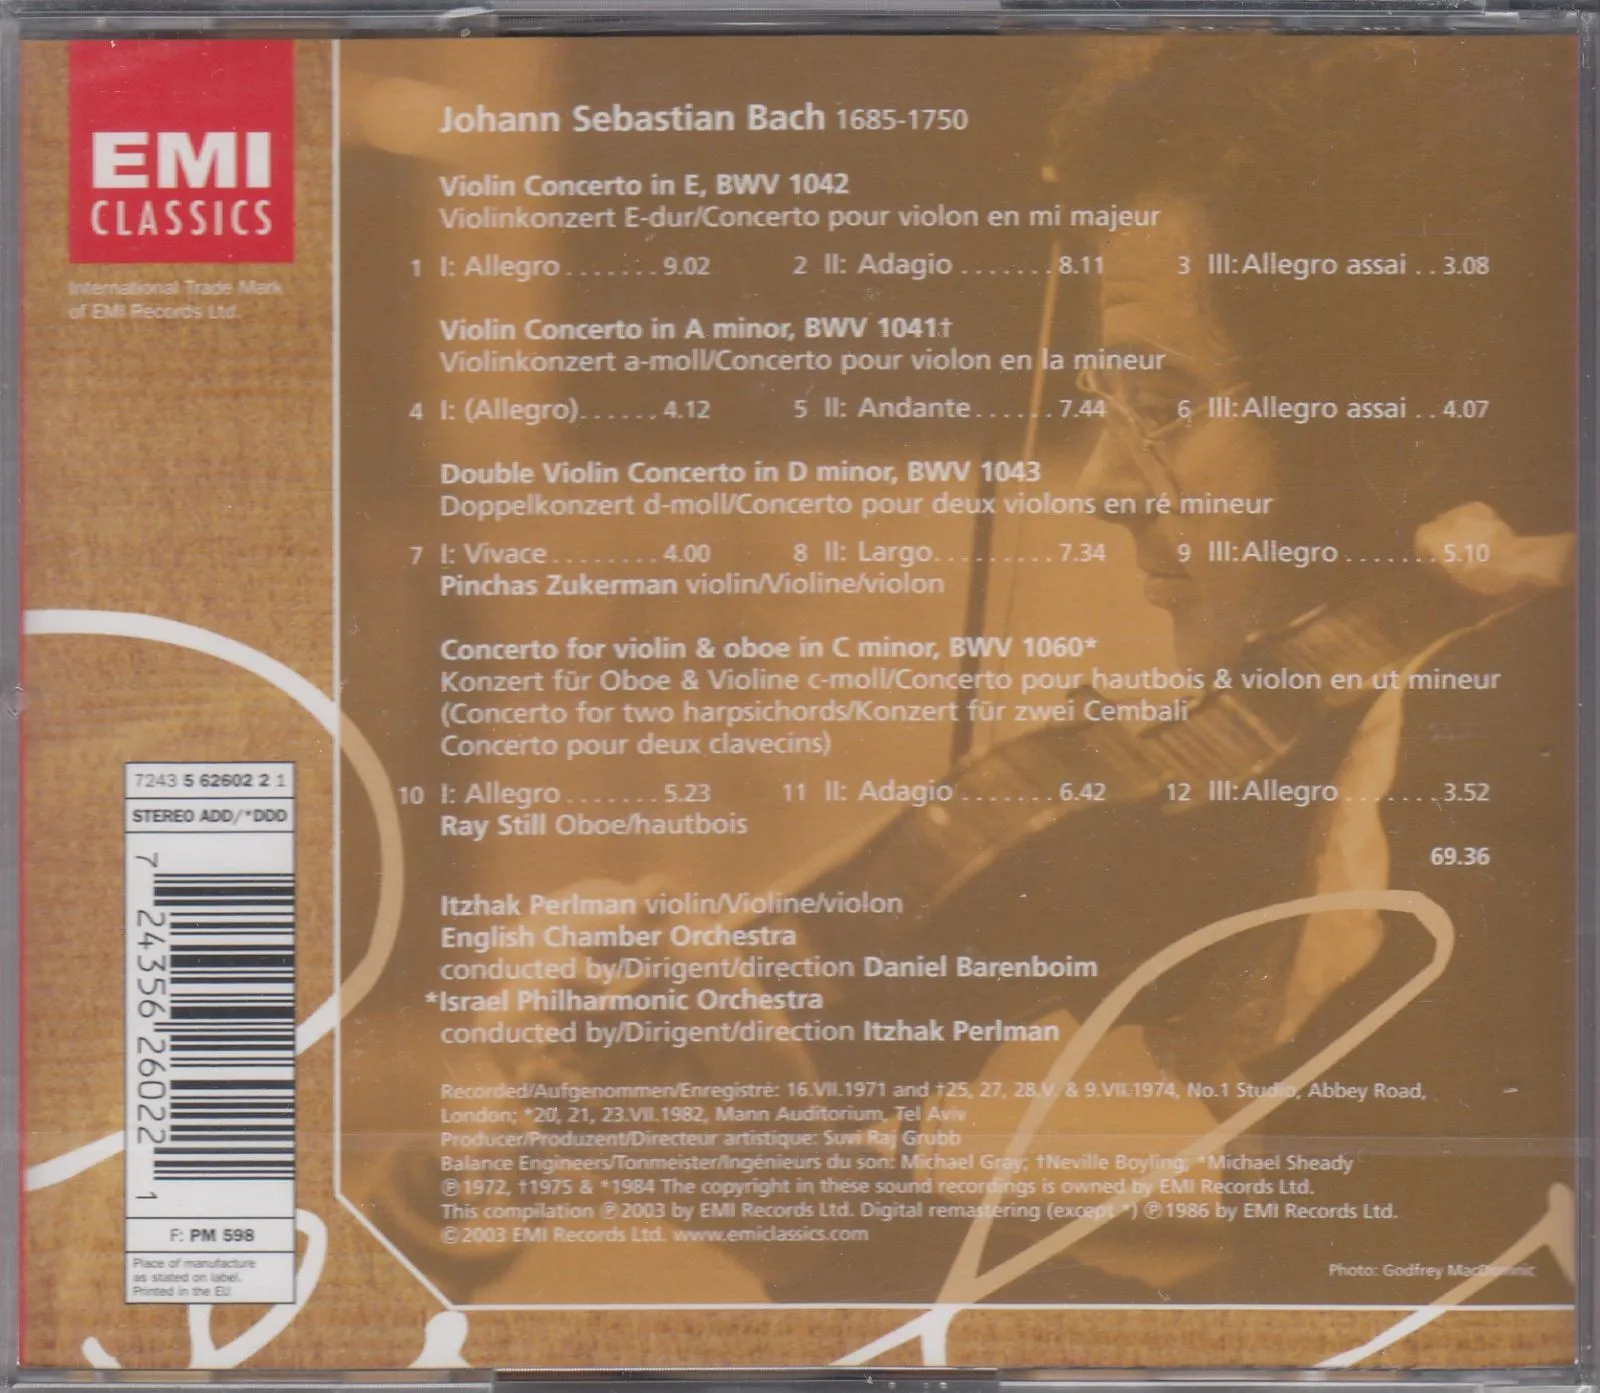 EMI
CLASSICS
International Trade Mark
of EMI Records Ltd.
Johann Sebastian Bach 1685-1750
Violin Concerto in E, BWV 1042
Violinkonzert E-dur/Concerto pour violon en mi majeur
1 I: Allegro.......9.02 2 II: Adagio.......8.11 3 III:Allegro assai..3.08
Violin Concerto in A minor, BWV 1041†
Violinkonzert a-moll/Concerto pour violon en la mineur
4 I: (Allegro)......4.12 5 II: Andante......7.44 6 III:Allegro assai..4.07
Double Violin Concerto in D minor, BWV 1043
Doppelkonzert d-moll/Concerto pour deux violons en ré mineur
7 I: Vivace........4.00 8 II: Largo.........7.34 9 III:Allegro.......5.10
Pinchas Zukerman violin/Violine/violon
Concerto for violin & oboe in C minor, BWV 1060*
Konzert für Oboe & Violine c-moll/Concerto pour hautbois & violon en ut mineur
(Concerto for two harpsichords/Konzert für zwei Cembali
Concerto pour deux clavecins)
10 I: Allegro.......5.23 11 II: Adagio.......6.42 12 III:Allegro.......3.52
Ray Still Oboe/hautbois
69.36
Itzhak Perlman violin/Violine/violon
English Chamber Orchestra
conducted by/Dirigent/direction Daniel Barenboim
*Israel Philharmonic Orchestra
conducted by/Dirigent/direction Itzhak Perlman
Recorded/Aufgenommen/Enregistré: 16.VII.1971 and †25, 27, 28.V. & 9.VII.1974, No.1 Studio, Abbey Road,
London; *20, 21, 23.VII.1982, Mann Auditorium, Tel Aviv
Producer/Produzent/Directeur artistique: Suvi Raj Grubb
Balance Engineers/Tonmeister/Ingénieurs du son: Michael Gray; †Neville Boyling; *Michael Sheady
℗1972, †1975 & *1984 The copyright in these sound recordings is owned by EMI Records Ltd.
This compilation ℗2003 by EMI Records Ltd. Digital remastering (except *) ℗1986 by EMI Records Ltd.
©2003 EMI Records Ltd. www.emiclassics.com
Photo: Godfrey MacDomnic
7243 5 62602 2 1
STEREO ADD/*DDD
7 24356 26022 1
F: PM 598
Place of manufacture
as stated on label.
Printed in the EU